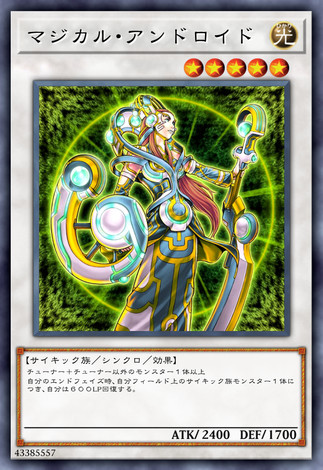 マジカル・アンドロイド
光
【サイキック族／シンクロ／効果】
チューナー＋チューナー以外のモンスター１体以上
自分のエンドフェイズ時、自分フィールド上のサイキック族モンスター１体に
つき、自分は６００LP回復する。
ATK/ 2400 DEF/1700
43385557